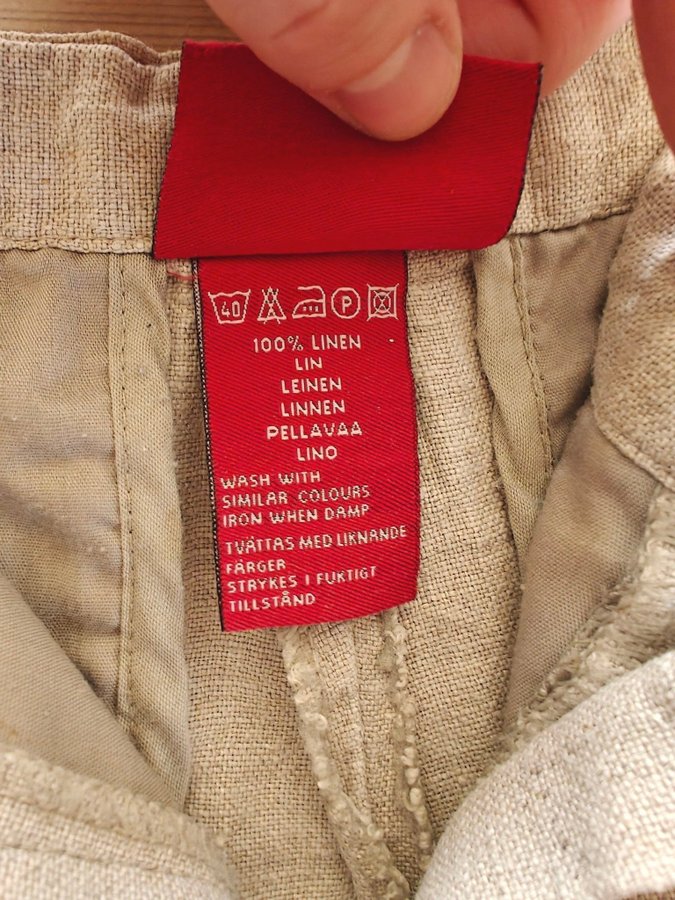 40 P
100% LINEN
LIN
LEINEN
LINNEN
PELLAVAA
LINO
WASH WITH
SIMILAR COLOURS
IRON WHEN DAMP
TVÄTTAS MED LIKNANDE
FÄRGER
STRYKES I FUKTIGT
TILLSTÅND